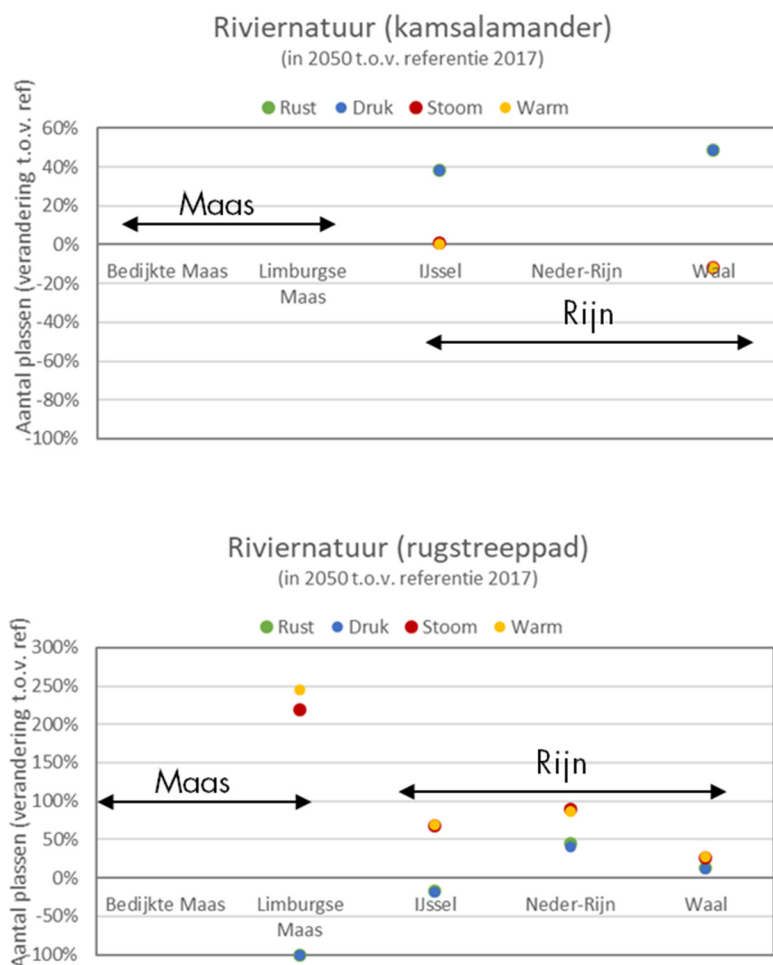 Riviernatuur (kamsalamander)
(in 2050 t.o.v. referentie 2017)
Rust Druk Stoom Warm
Aantal plassen (verandering t.o.v. ref)
60%
40%
20%
0%
-20%
-40%
-60%
-80%
-100%
Maas
Bedijkte Maas Limburgse Maas IJssel Neder-Rijn Waal
Rijn
Riviernatuur (rugstreeppad)
(in 2050 t.o.v. referentie 2017)
Rust Druk Stoom Warm
Aantal plassen (verandering t.o.v. ref)
300%
250%
200%
150%
100%
50%
0%
-50%
-100%
Maas
Rijn
Bedijkte Maas Limburgse Maas IJssel Neder-Rijn Waal